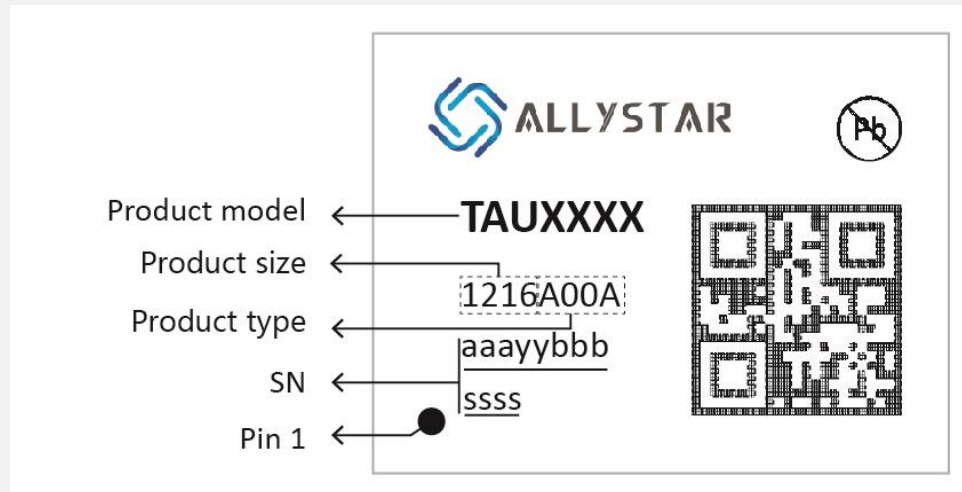 ALLYSTAR
Pb
Product model
TAUXXXX
Product size
1216A00A
Product type
aaayybbb
SN
ssss
Pin 1